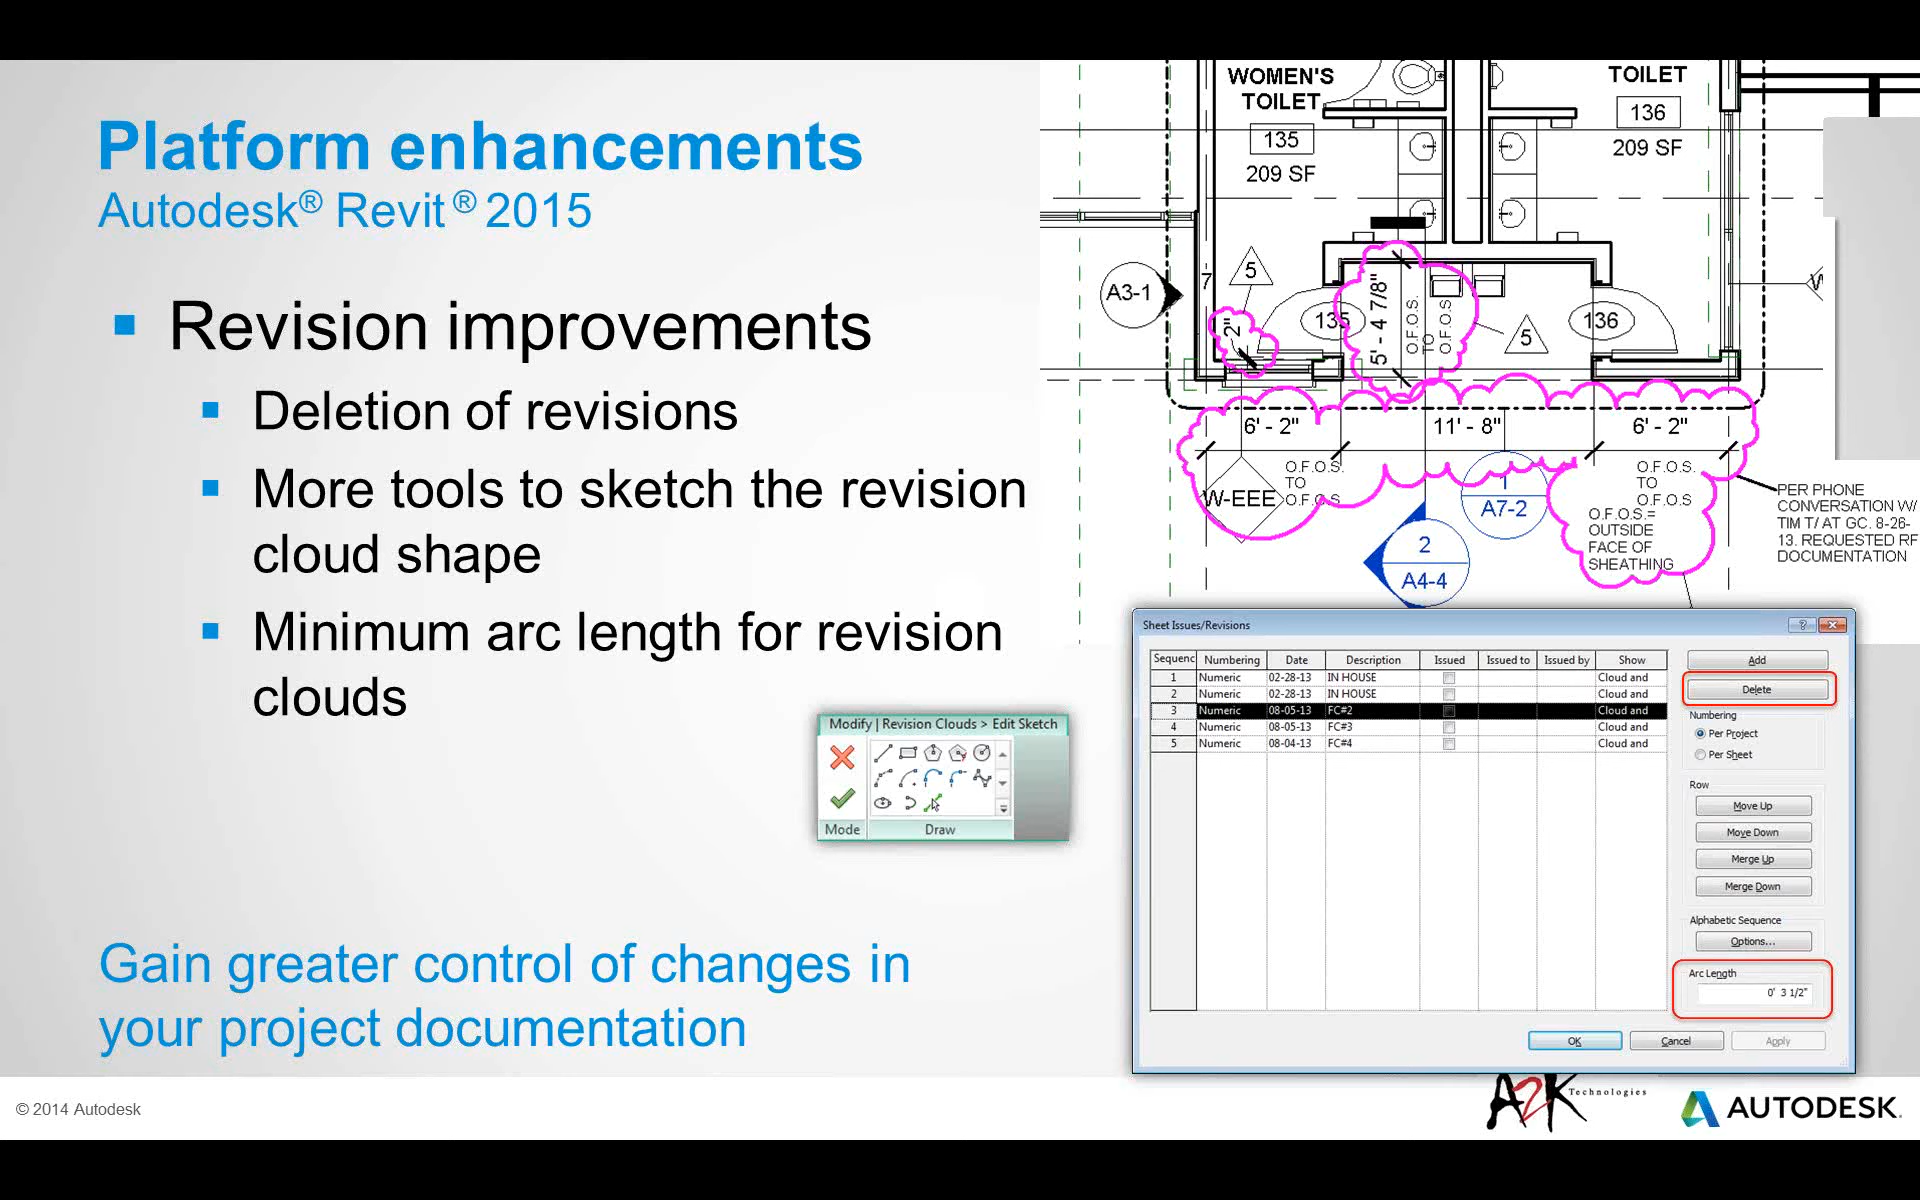 Platform enhancements
Autodesk® Revit® 2015
Revision improvements
Deletion of revisions
More tools to sketch the revision
cloud shape
Minimum arc length for revision
clouds
Gain greater control of changes in
your project documentation
© 2014 Autodesk
WOMEN'S
TOILET
135
209 SF
TOILET
136
209 SF
A3-1
7
5
2"
135
5' - 4 7/8"
O.F.O.S.
TO
O.F.O.S
5
136
6' - 2"
11' - 8"
6' - 2"
O.F.O.S.
TO
O.F.O.S
W-EEE
1
A7-2
2
A4-4
O.F.O.S.
TO
O.F.O.S
O.F.O.S.=
OUTSIDE
FACE OF
SHEATHING
PER PHONE
CONVERSATION W/
TIM T/ AT GC. 8-26-
13. REQUESTED RF
DOCUMENTATION
Modify | Revision Clouds > Edit Sketch
Mode Draw
Sheet Issues/Revisions
Sequenc Numbering Date Description Issued Issued to Issued by Show
1 Numeric 02-28-13 IN HOUSE Cloud and
2 Numeric 02-28-13 IN HOUSE Cloud and
3 Numeric 08-05-13 FC#2 Cloud and
4 Numeric 08-05-13 FC#3 Cloud and
5 Numeric 08-04-13 FC#4 Cloud and
Add
Delete
Numbering
Per Project
Per Sheet
Row
Move Up
Move Down
Merge Up
Merge Down
Alphabetic Sequence
Options...
Arc Length
0' 3 1/2"
OK Cancel Apply
A2K Technologies
AUTODESK.